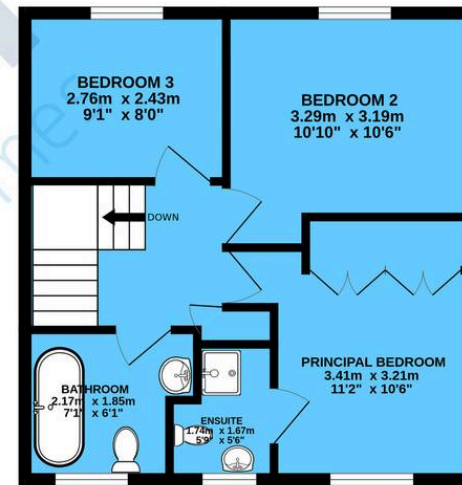 BEDROOM 3
2.76m x 2.43m
9'1" x 8'0"
BEDROOM 2
3.29m x 3.19m
10'10" x 10'6"
DOWN
PRINCIPAL BEDROOM
3.41m x 3.21m
11'2" x 10'6"
BATHROOM
2.17m x 1.85m
7'1" x 6'1"
ENSUITE
1.74m x 1.67m
5'9" x 5'6"